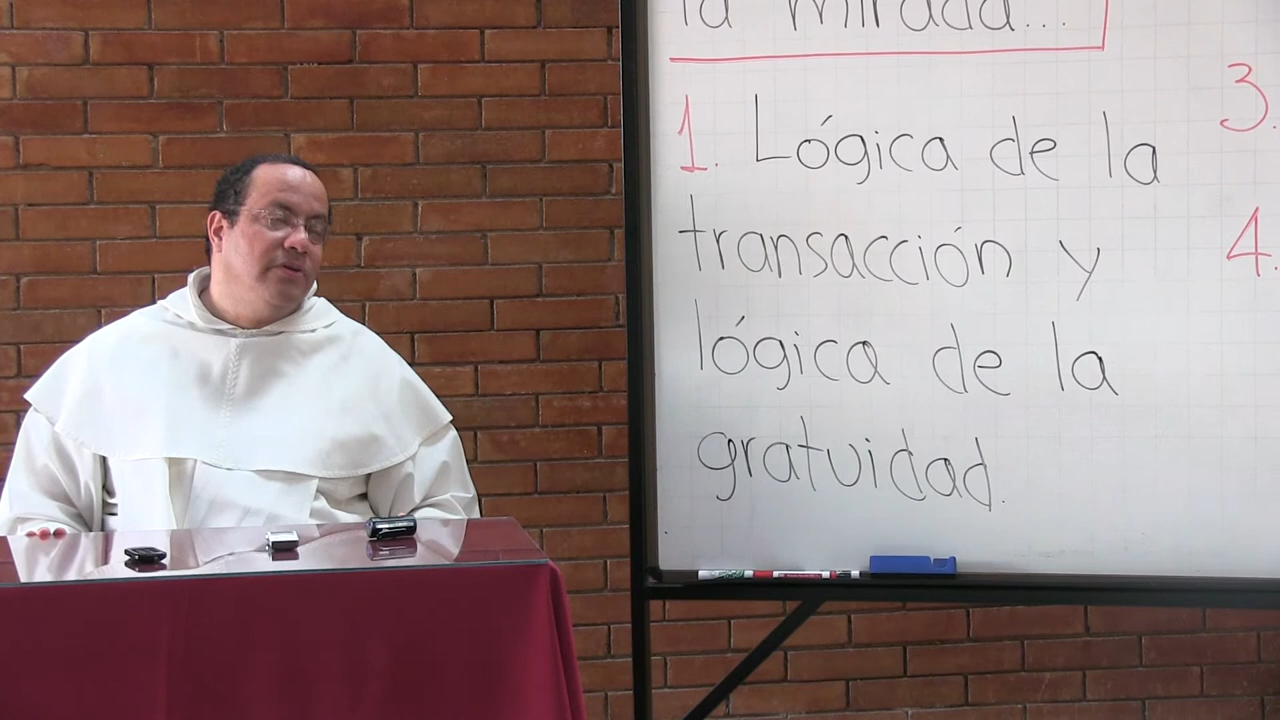 la mirada...
1. Lógica de la
transacción y
lógica de la
gratuidad.
3.
4.